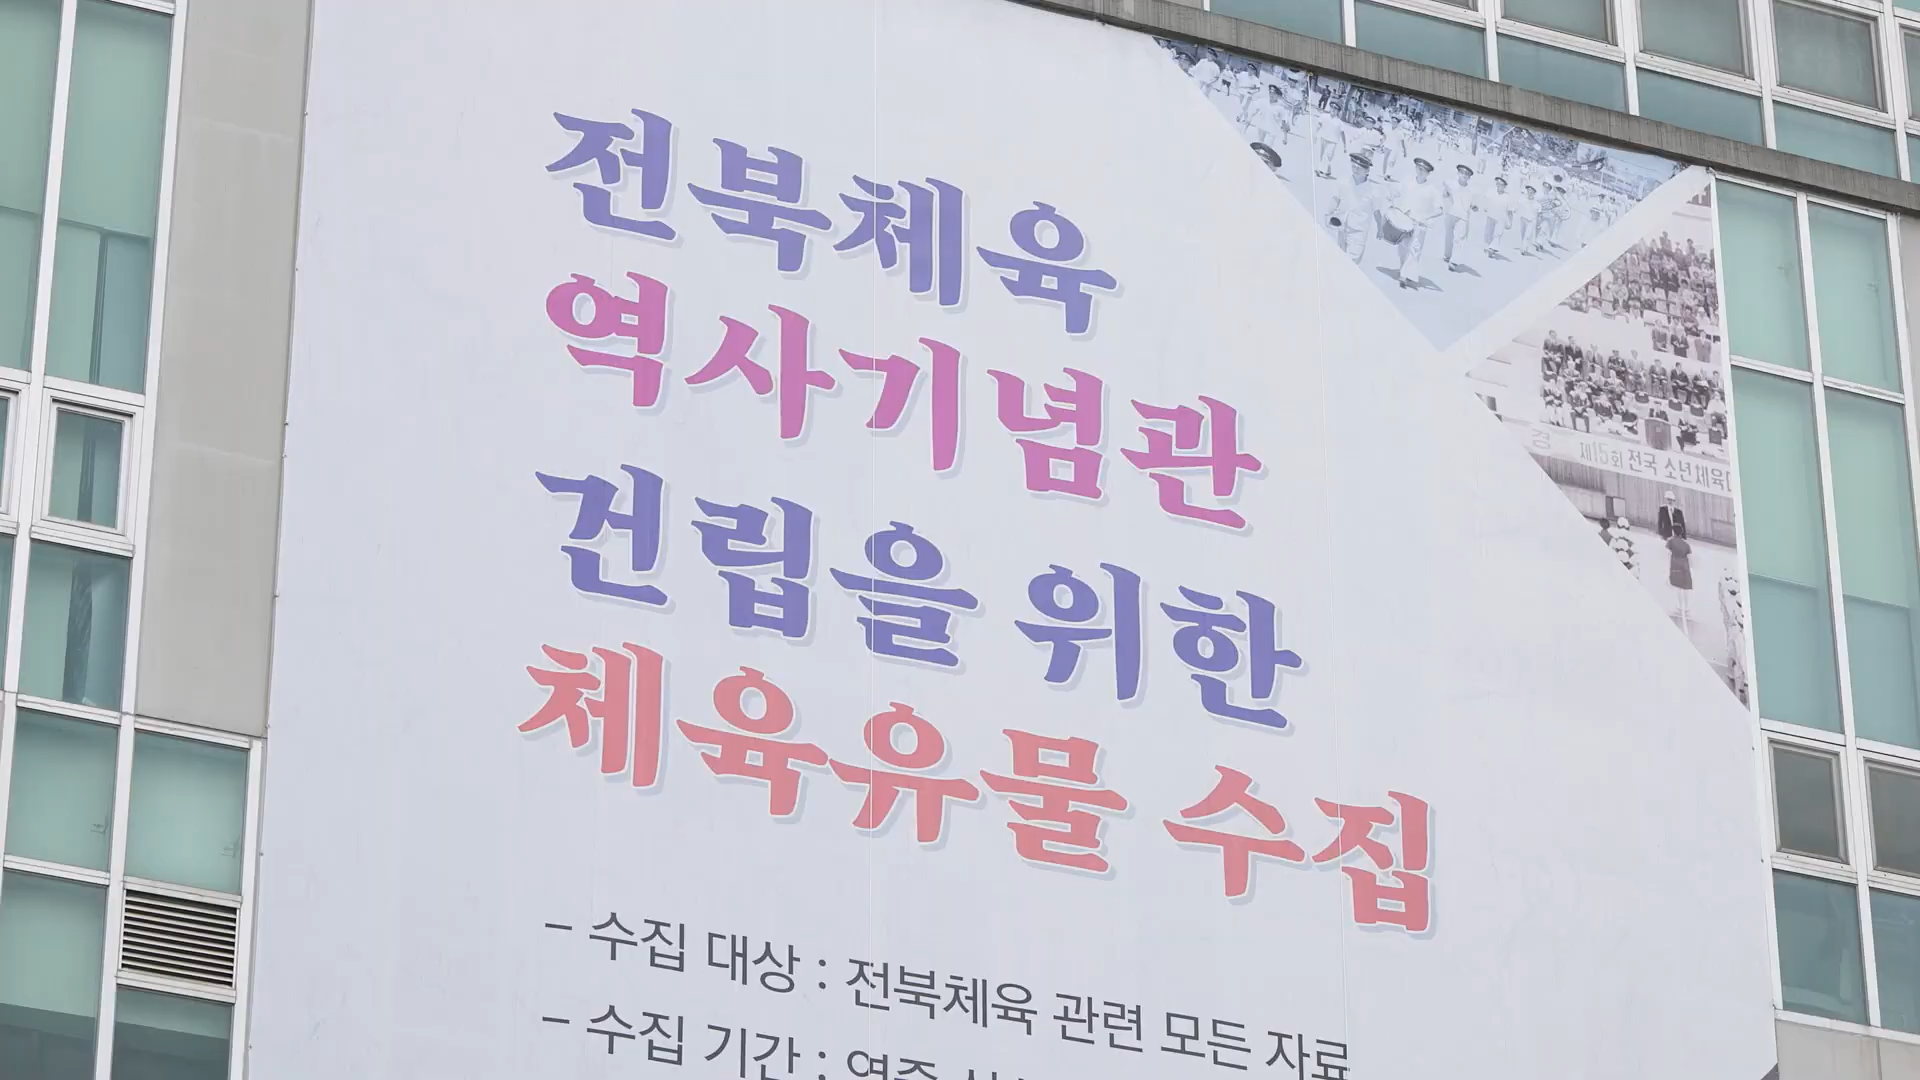 전북체육
역사기념관
건립을 위한
체육유물 수집
- 수집 대상 : 전북체육 관련 모든 자료
- 수집 기간 :
경
제15회 전국 소년체육